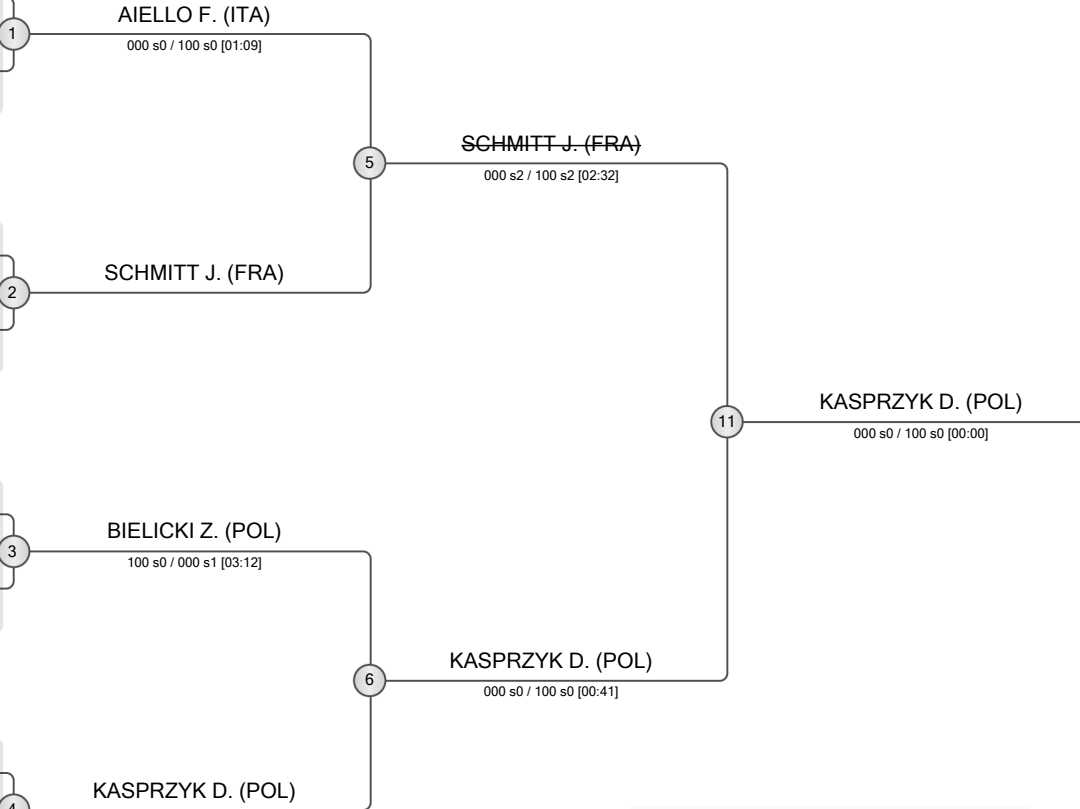 AIELLO F. (ITA)
1
000 s0 / 100 s0 [01:09]
SCHMITT J. (FRA)
5
000 s2 / 100 s2 [02:32]
SCHMITT J. (FRA)
2
KASPRZYK D. (POL)
11
000 s0 / 100 s0 [00:00]
BIELICKI Z. (POL)
3
100 s0 / 000 s1 [03:12]
KASPRZYK D. (POL)
6
000 s0 / 100 s0 [00:41]
KASPRZYK D. (POL)